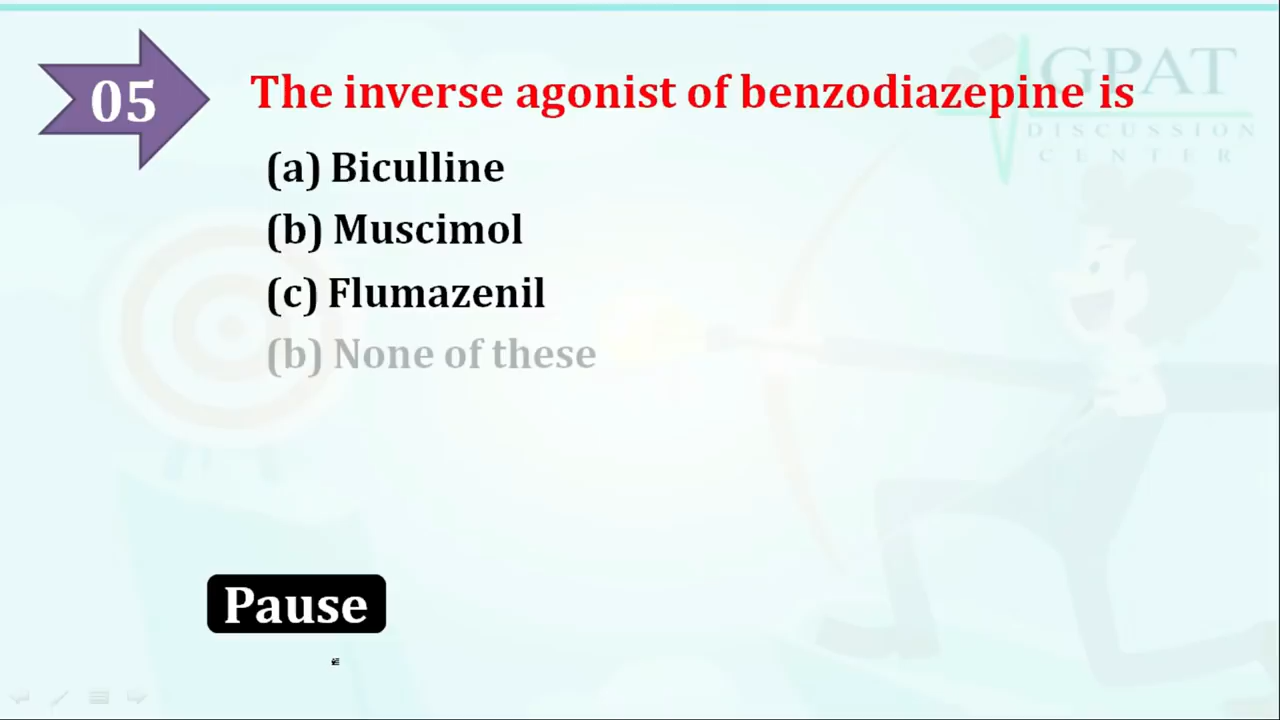 05
The inverse agonist of benzodiazepine is
(a) Biculline
(b) Muscimol
(c) Flumazenil
(b) None of these
GPAT
DISCUSSION
CENTER
Pause